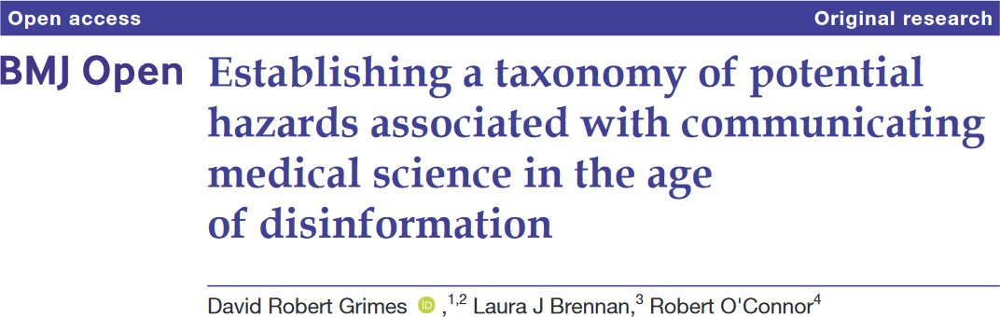 Open access
Original research
BMJ Open
Establishing a taxonomy of potential
hazards associated with communicating
medical science in the age
of disinformation
David Robert Grimes iD ,1,2 Laura J Brennan,3 Robert O'Connor4